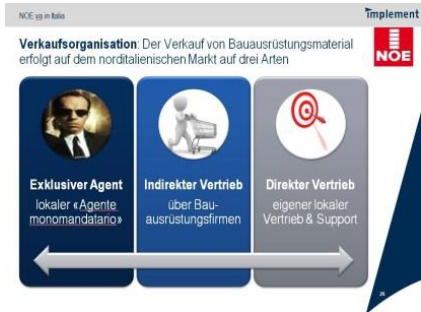 NOE yg in Italia
implement
Verkaufsorganisation: Der Verkauf von Bauausrüstungsmaterial
erfolgt auf dem norditalienischen Markt auf drei Arten
NOE
Exklusiver Agent
lokaler «Agente
monomandatario»
Indirekter Vertrieb
über Bau-
ausrüstungsfirmen
Direkter Vertrieb
eigener lokaler
Vertrieb & Support